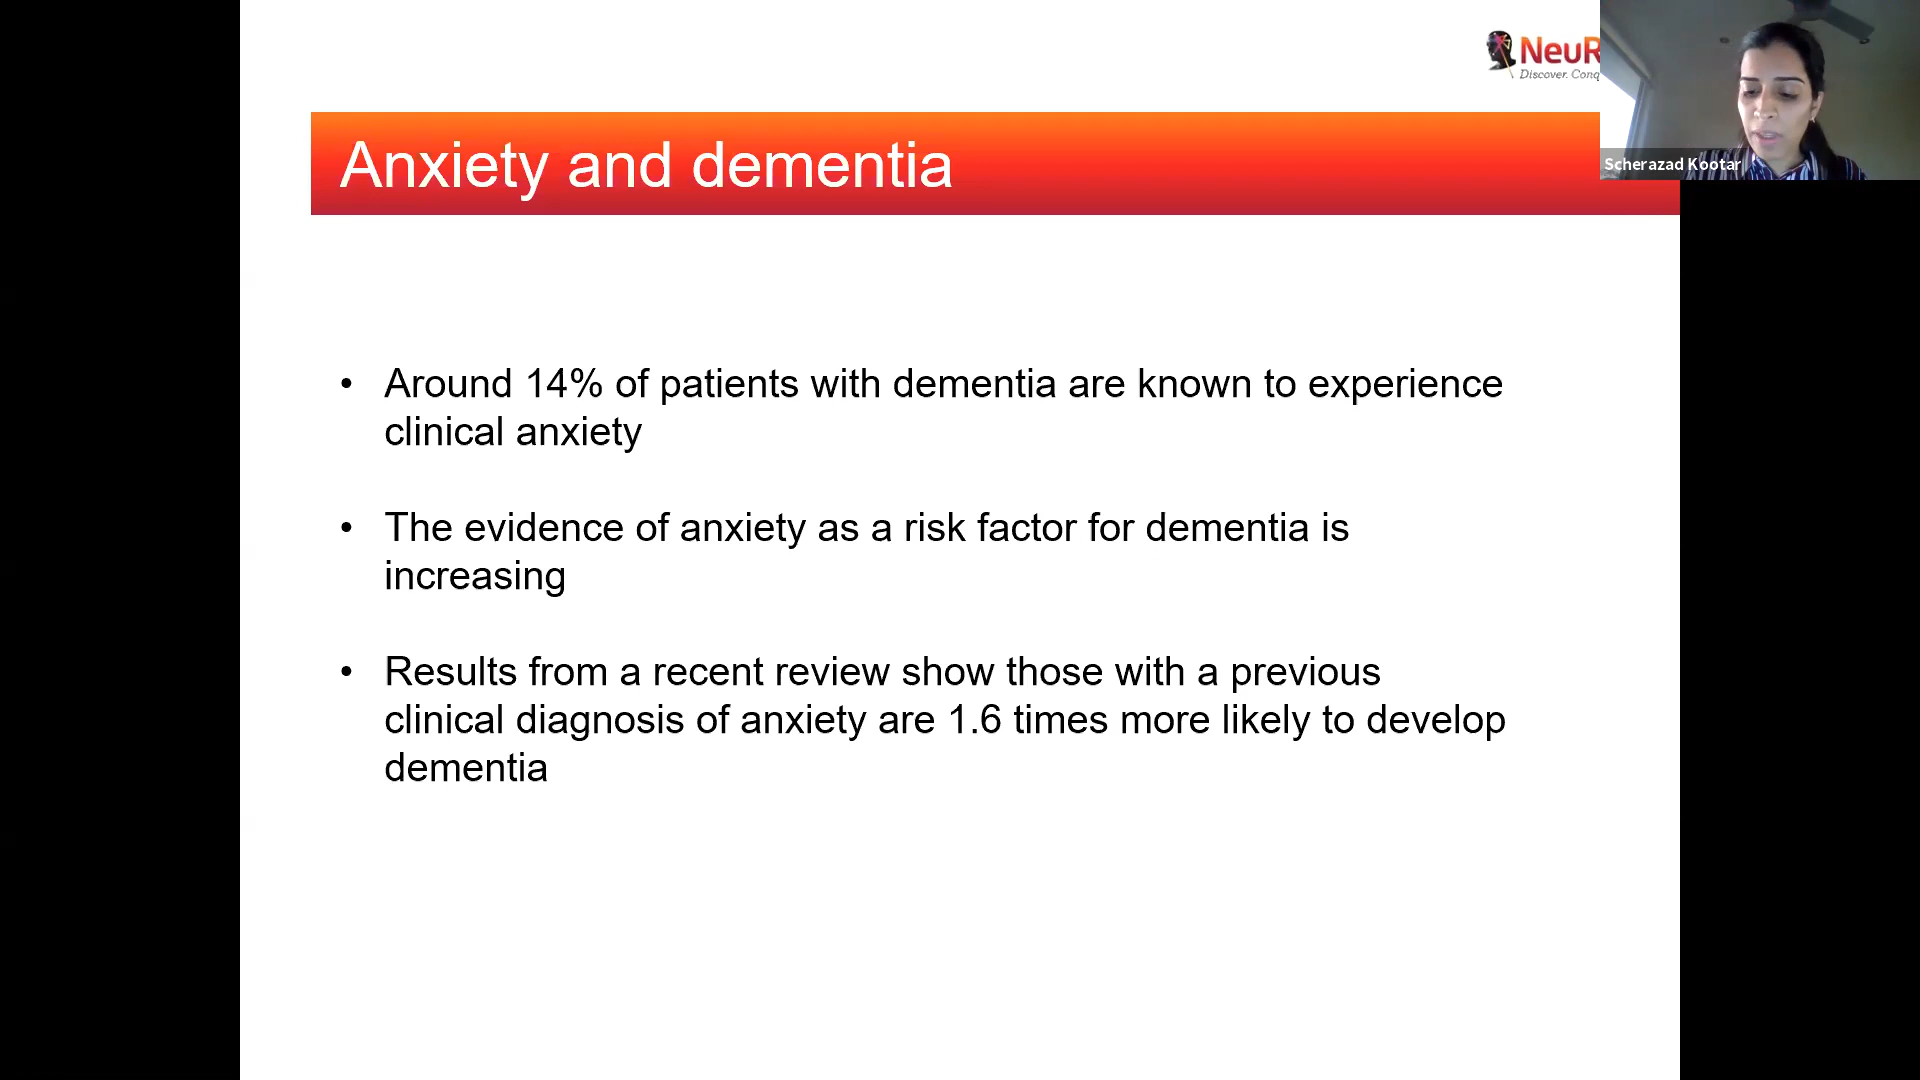 NeuR
Discover. Conq
Scherazad Kootar
Anxiety and dementia
• Around 14% of patients with dementia are known to experience
clinical anxiety
• The evidence of anxiety as a risk factor for dementia is
increasing
• Results from a recent review show those with a previous
clinical diagnosis of anxiety are 1.6 times more likely to develop
dementia